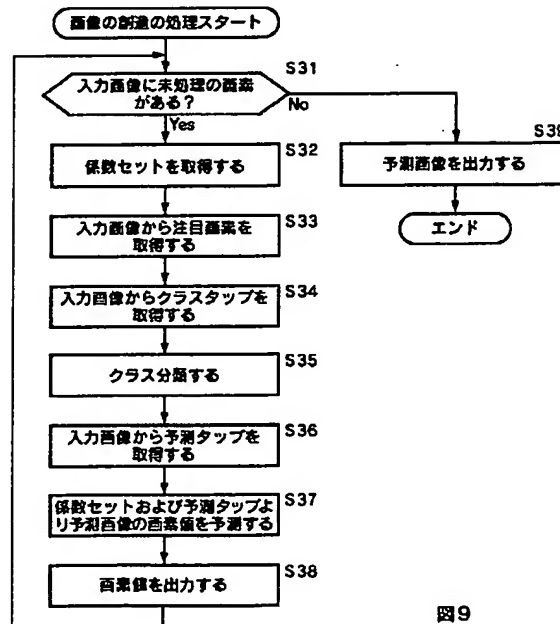 画像の創造の処理スタート
S31
入力画像に未処理の画素
がある?
No
Yes
S32
係数セットを取得する
S39
予測画像を出力する
エンド
S33
入力画像から注目画素を
取得する
S34
入力画像からクラスタップを
取得する
S35
クラス分類する
S36
入力画像から予測タップを
取得する
S37
係数セットおよび予測タップよ
り予測画像の画素値を予測する
S38
画素値を出力する
図9